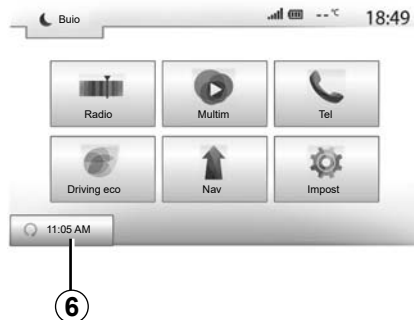 Buio
--°C
18:49
Radio
Multim
Tel
Driving eco
Nav
Impost
11:05 AM
6